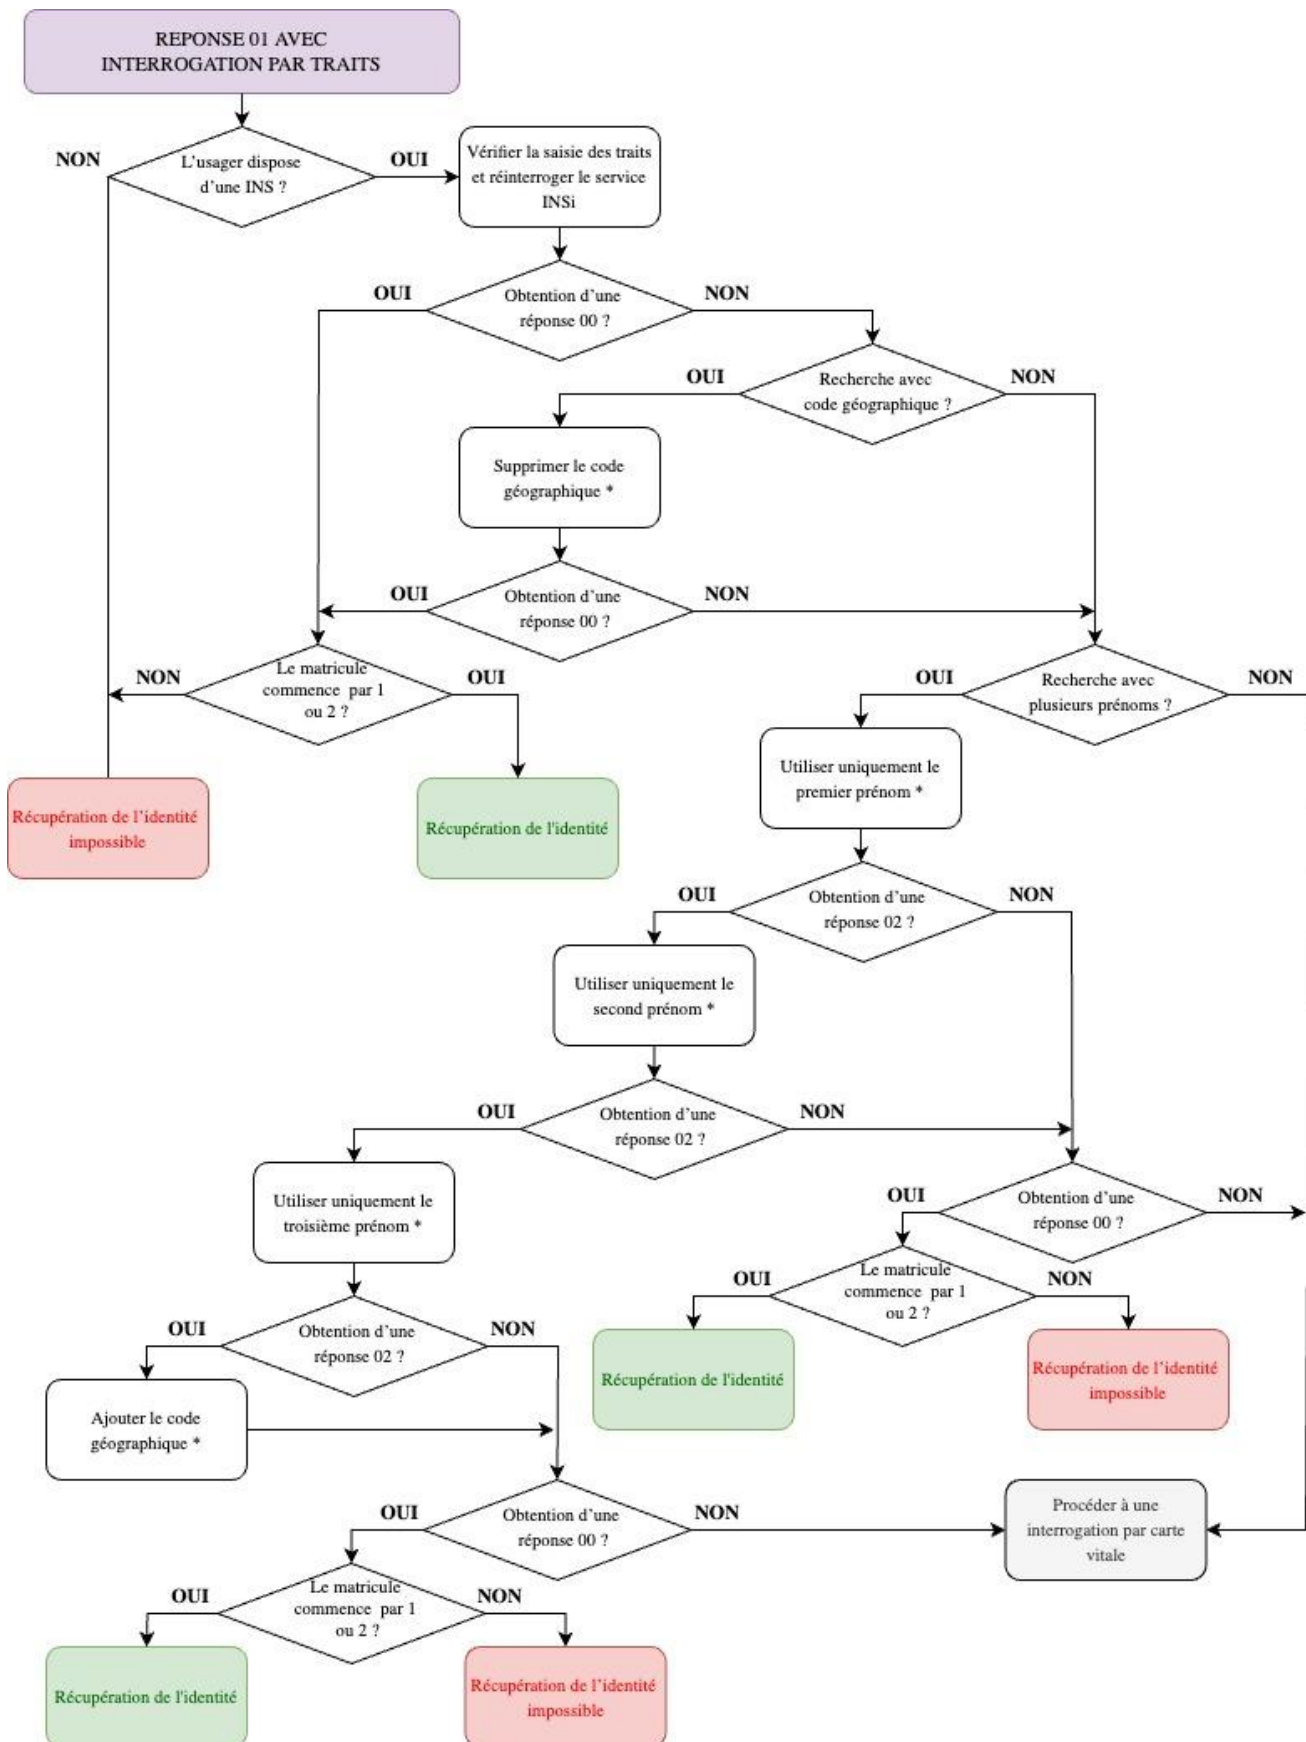 REPONSE 01 AVEC
INTERROGATION PAR TRAITS
NON
L'usager dispose
d'une INS ?
OUI
Vérifier la saisie des traits
et réinterroger le service
INSi
OUI
Obtention d'une
réponse 00 ?
NON
OUI
Recherche avec
code géographique ?
NON
Supprimer le code
géographique *
OUI
Obtention d'une
réponse 00 ?
NON
NON
Le matricule
commence par 1
ou 2 ?
OUI
OUI
Recherche avec
plusieurs prénoms ?
NON
Utiliser uniquement le
premier prénom *
Récupération de l'identité
impossible
Récupération de l'identité
OUI
Obtention d'une
réponse 02 ?
NON
Utiliser uniquement le
second prénom *
OUI
Obtention d'une
réponse 02 ?
NON
Utiliser uniquement le
troisième prénom *
OUI
Obtention d'une
réponse 00 ?
NON
OUI
Le matricule
commence par 1
ou 2 ?
NON
OUI
Obtention d'une
réponse 02 ?
NON
Récupération de l'identité
Récupération de l'identité
impossible
Ajouter le code
géographique *
OUI
Obtention d'une
réponse 00 ?
NON
Procéder à une
interrogation par carte
vitale
OUI
Le matricule
commence par 1
ou 2 ?
NON
Récupération de l'identité
Récupération de l'identité
impossible